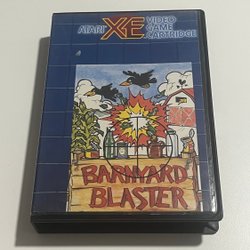 ATARI XE VIDEO
GAME
CARTRIDGE
BARNYARD
BLASTER